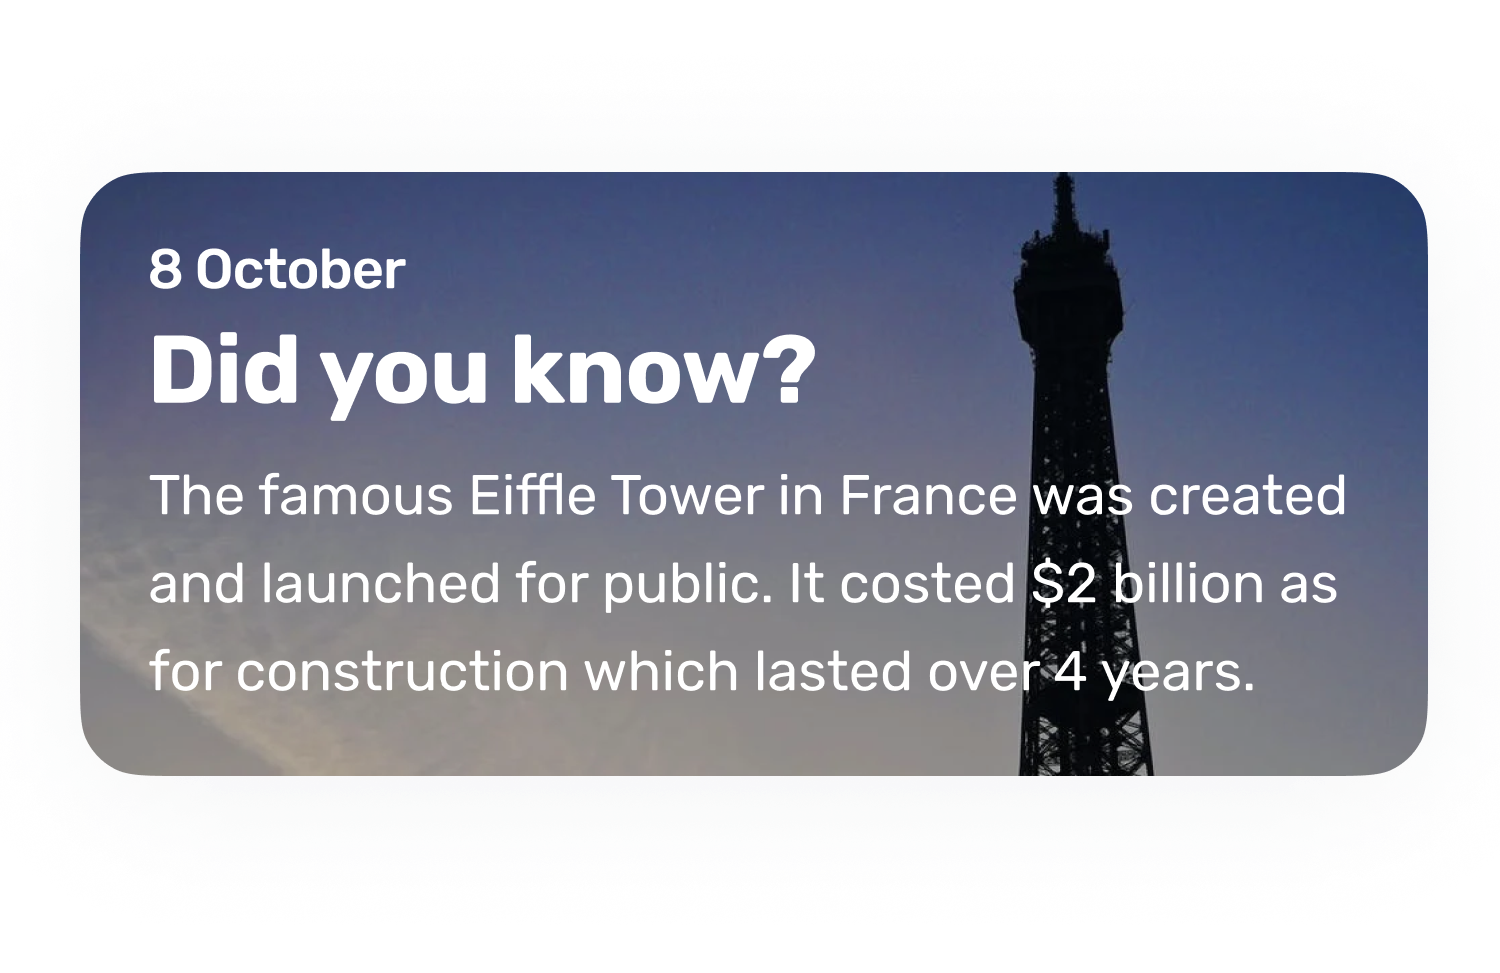 8 October
Did you know?
The famous Eiffle Tower in France was created
and launched for public. It costed $2 billion as
for construction which lasted over 4 years.